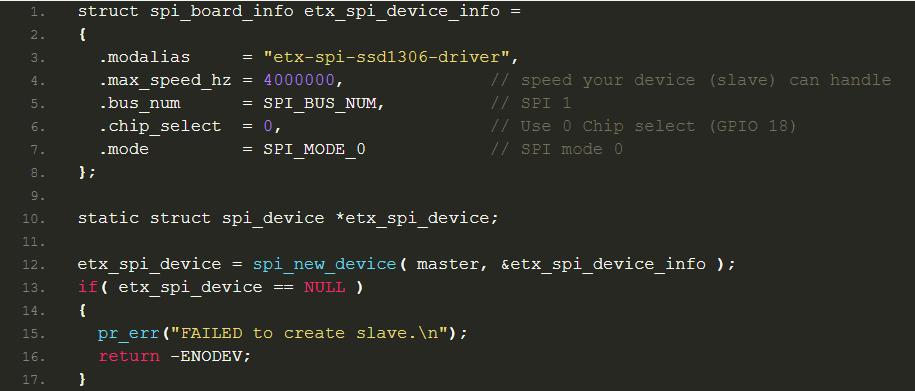 1. struct spi_board_info etx_spi_device_info =
2. {
3.   .modalias     = "etx-spi-ssd1306-driver",
4.   .max_speed_hz = 4000000,              // speed your device (slave) can handle
5.   .bus_num      = SPI_BUS_NUM,          // SPI 1
6.   .chip_select  = 0,                    // Use 0 Chip select (GPIO 18)
7.   .mode         = SPI_MODE_0            // SPI mode 0
8. };
9.
10. static struct spi_device *etx_spi_device;
11.
12. etx_spi_device = spi_new_device( master, &etx_spi_device_info );
13. if( etx_spi_device == NULL )
14. {
15.   pr_err("FAILED to create slave.\n");
16.   return -ENODEV;
17. }